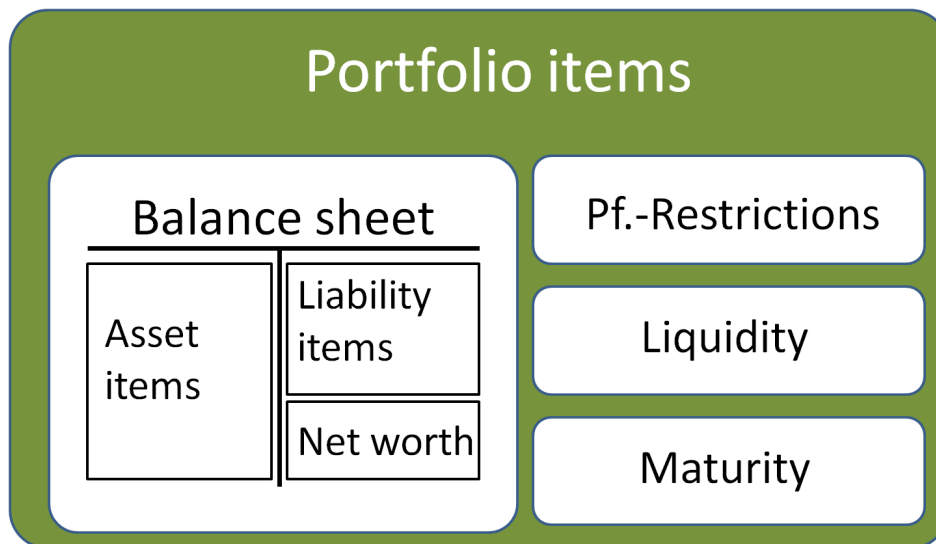 Portfolio items
Balance sheet
Asset
items
Liability
items
Net worth
Pf.-Restrictions
Liquidity
Maturity